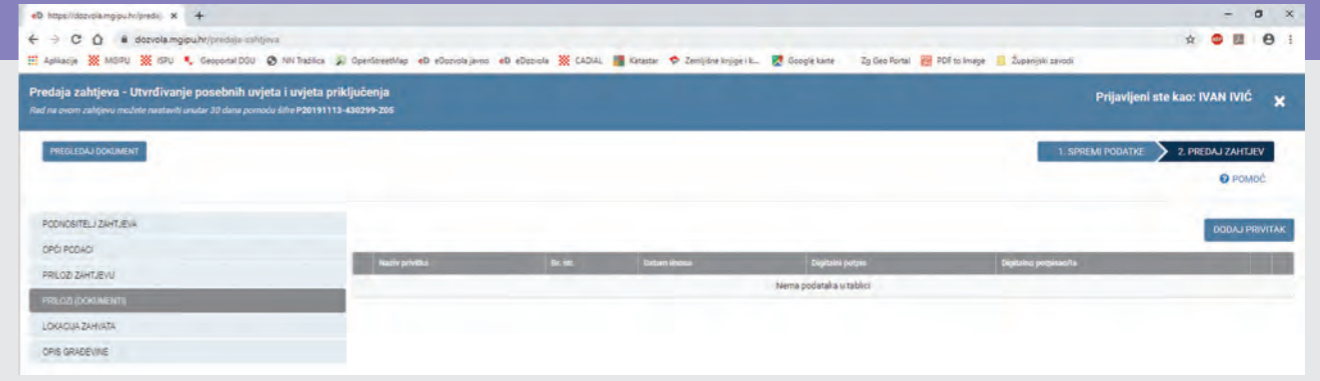 eD https://dozvola.mgipu.hr/predaj
dozvola.mgipu.hr/predaja-zahtjeva
Aplikacije MGIPU ISPU Geoportal DGU NN Tražilica OpenStreetMap eD eDozvola javno eD eDozvola CADIAL Katastar Zemljišne knjige i k... Google karte Zg Geo Portal PDF to Image Županijski zavodi
Predaja zahtjeva - Utvrđivanje posebnih uvjeta i uvjeta priključenja
Prijavljeni ste kao: IVAN IVIĆ
Rad na ovom zahtjevu možete nastaviti unutar 30 dana pomoću šifre P20191113-430299-Z05
PREGLEDAJ DOKUMENT
1. SPREMI PODATKE
2. PREDAJ ZAHTJEV
POMOĆ
PODNOSITELJ ZAHTJEVA
OPĆI PODACI
PRILOZI ZAHTJEVU
PRILOZI (DOKUMENTI)
LOKACIJA ZAHVATA
OPIS GRAĐEVINE
DODAJ PRIVITAK
Naziv privitka Br. str. Datum unosa Digitalni potpis Digitalno potpisao/la
Nema podataka u tablici